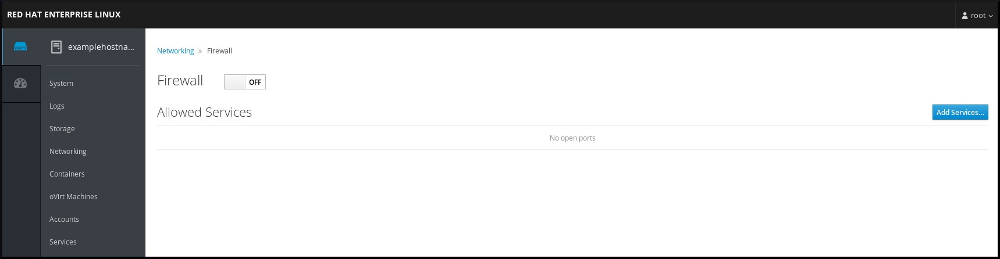 RED HAT ENTERPRISE LINUX
root
examplehostna...
Networking » Firewall
Firewall OFF
Allowed Services
Add Services...
No open ports
System
Logs
Storage
Networking
Containers
oVirt Machines
Accounts
Services